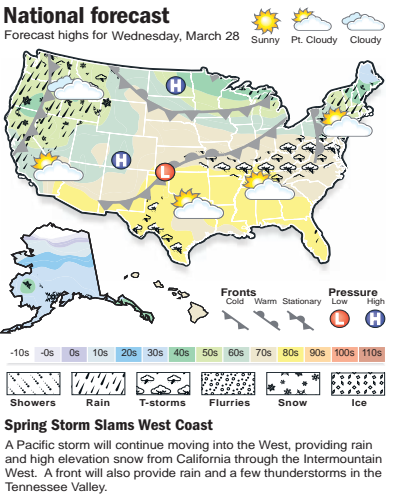 National forecast
Forecast highs for Wednesday, March 28
Sunny Pt. Cloudy Cloudy
H
H
L
Fronts
Cold Warm Stationary
Pressure
Low High
L H
-10s -0s 0s 10s 20s 30s 40s 50s 60s 70s 80s 90s 100s 110s
Showers Rain T-storms Flurries Snow Ice
Spring Storm Slams West Coast
A Pacific storm will continue moving into the West, providing rain
and high elevation snow from California through the Intermountain
West. A front will also provide rain and a few thunderstorms in the
Tennessee Valley.